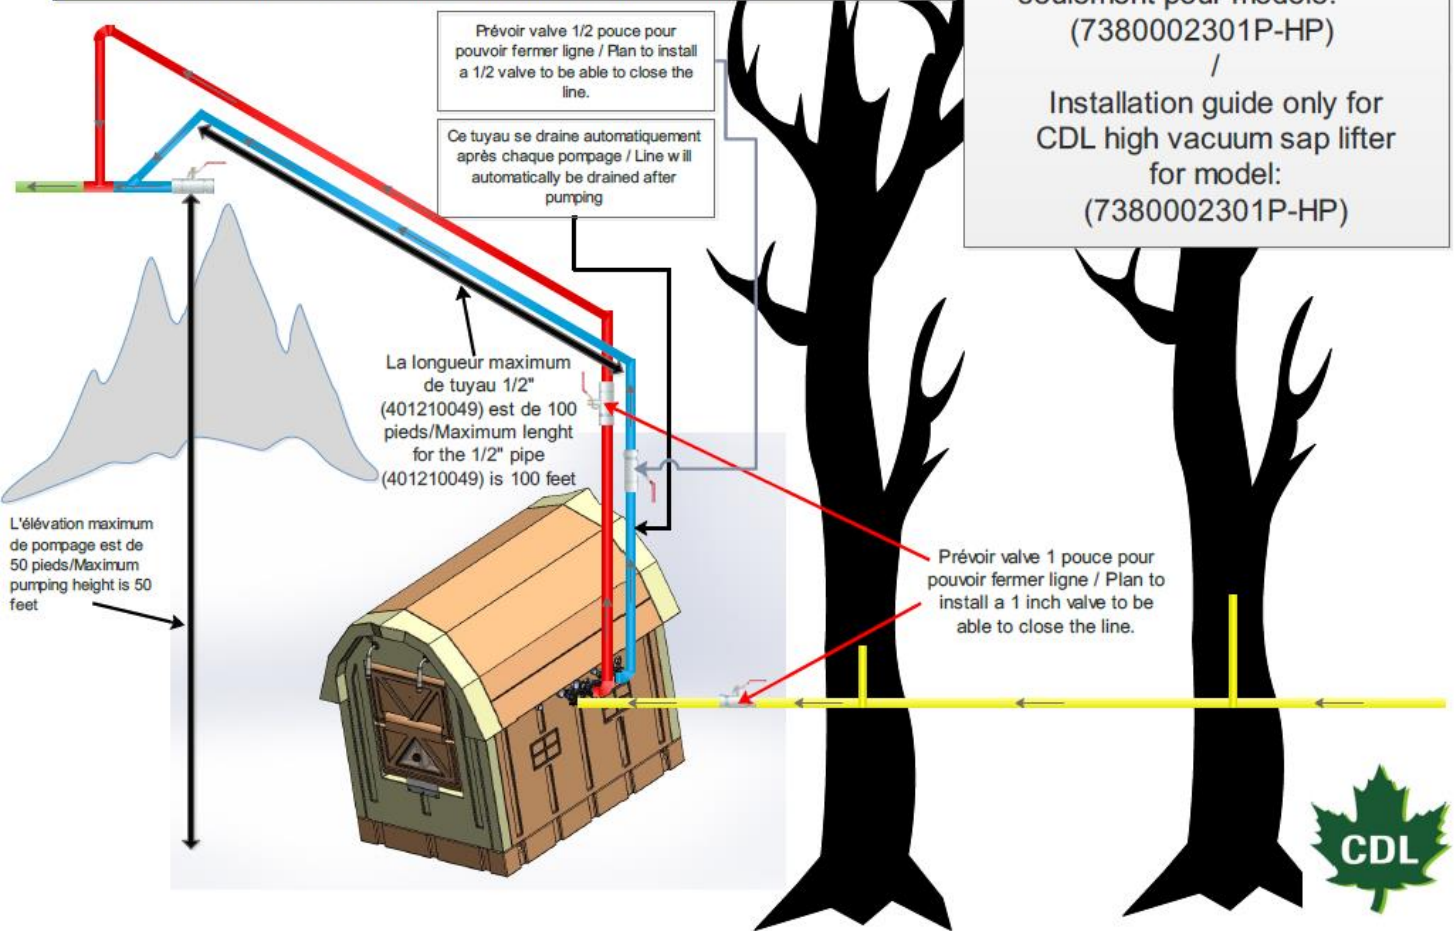 seulement pour modèle:
(7380002301P-HP)
/
Installation guide only for
CDL high vacuum sap lifter
for model:
(7380002301P-HP)
Prévoir valve 1/2 pouce pour
pouvoir fermer ligne / Plan to install
a 1/2 valve to be able to close the
line.
Ce tuyau se draine automatiquement
après chaque pompage / Line will
automatically be drained after
pumping
La longueur maximum
de tuyau 1/2"
(401210049) est de 100
pieds/Maximum lenght
for the 1/2" pipe
(401210049) is 100 feet
L'élévation maximum
de pompage est de
50 pieds/Maximum
pumping height is 50
feet
Prévoir valve 1 pouce pour
pouvoir fermer ligne / Plan to
install a 1 inch valve to be
able to close the line.
CDL